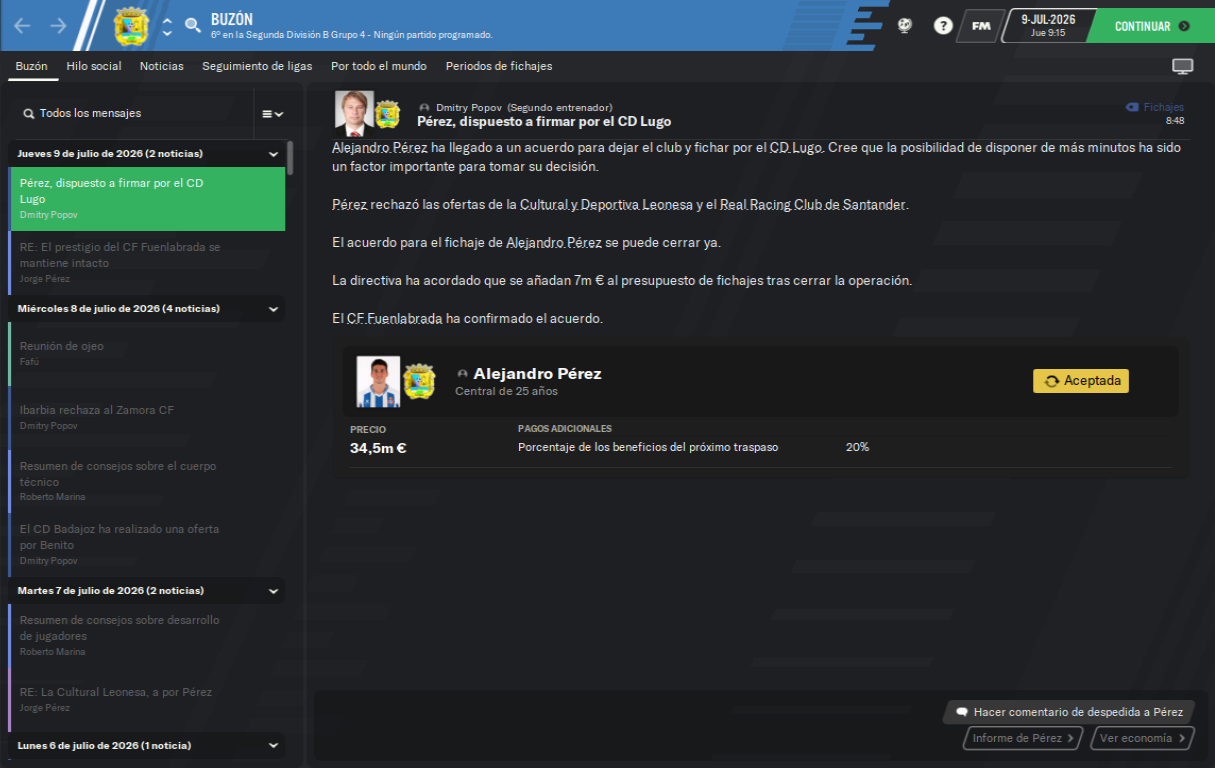 BUZÓN
6º en la Segunda División B Grupo 4 - Ningún partido programado.
?
FM
9-JUL-2026
Jue 9:15
CONTINUAR
Buzón
Hilo social
Noticias
Seguimiento de ligas
Por todo el mundo
Periodos de fichajes
Todos los mensajes
Jueves 9 de julio de 2026 (2 noticias)
Pérez, dispuesto a firmar por el CD
Lugo
Dmitry Popov
RE: El prestigio del CF Fuenlabrada se
mantiene intacto
Jorge Pérez
Miércoles 8 de julio de 2026 (4 noticias)
Reunión de ojeo
Fafú
Ibarbia rechaza al Zamora CF
Dmitry Popov
Resumen de consejos sobre el cuerpo
técnico
Roberto Marina
El CD Badajoz ha realizado una oferta
por Benito
Dmitry Popov
Martes 7 de julio de 2026 (2 noticias)
Resumen de consejos sobre desarrollo
de jugadores
Roberto Marina
RE: La Cultural Leonesa, a por Pérez
Jorge Pérez
Lunes 6 de julio de 2026 (1 noticia)
Dmitry Popov (Segundo entrenador)
Pérez, dispuesto a firmar por el CD Lugo
Fichajes
8:48
Alejandro Pérez ha llegado a un acuerdo para dejar el club y fichar por el CD Lugo. Cree que la posibilidad de disponer de más minutos ha sido
un factor importante para tomar su decisión.
Pérez rechazó las ofertas de la Cultural y Deportiva Leonesa y el Real Racing Club de Santander.
El acuerdo para el fichaje de Alejandro Pérez se puede cerrar ya.
La directiva ha acordado que se añadan 7m € al presupuesto de fichajes tras cerrar la operación.
El CF Fuenlabrada ha confirmado el acuerdo.
Alejandro Pérez
Central de 25 años
Aceptada
PRECIO
34,5m €
PAGOS ADICIONALES
Porcentaje de los beneficios del próximo traspaso
20%
Hacer comentario de despedida a Pérez
Informe de Pérez
Ver economía